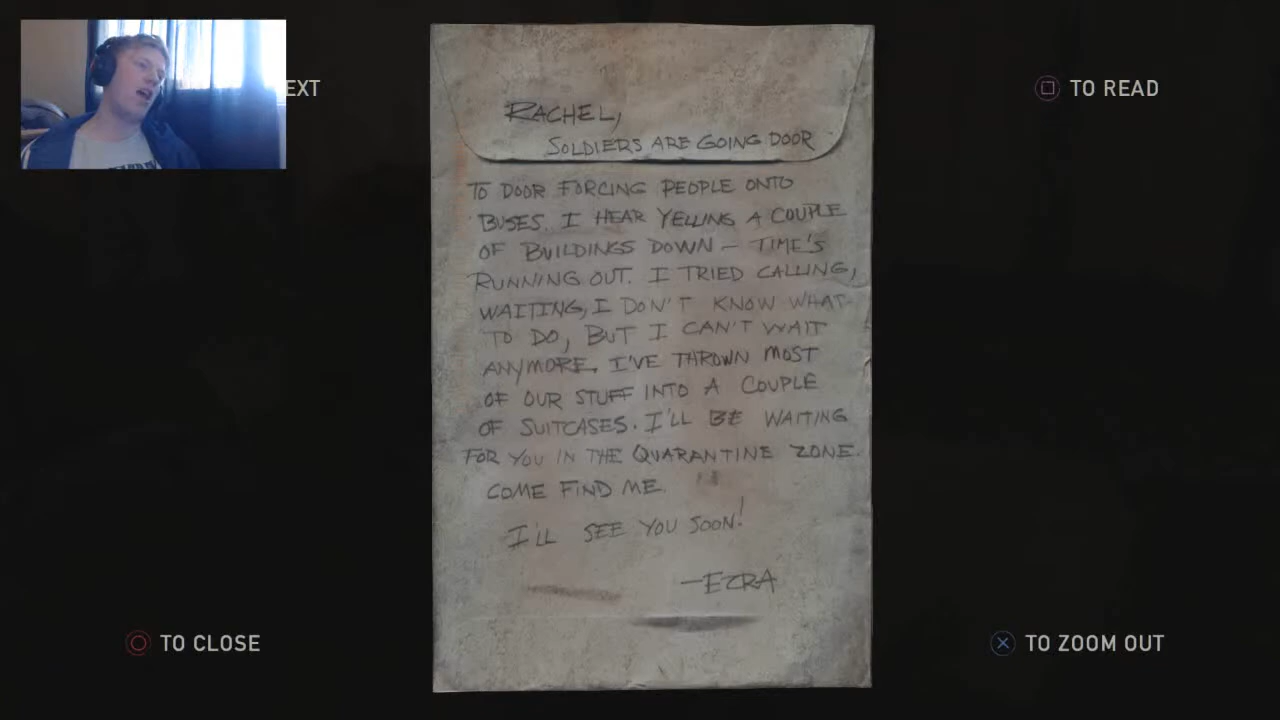 EXT
TO READ
RACHEL,
SOLDIERS ARE GOING DOOR
TO DOOR FORCING PEOPLE ONTO
BUSES. I HEAR YELLING A COUPLE
OF BUILDINGS DOWN - TIME'S
RUNNING OUT. I TRIED CALLING,
WAITING, I DON'T KNOW WHAT
TO DO, BUT I CAN'T WAIT
ANYMORE. I'VE THROWN MOST
OF OUR STUFF INTO A COUPLE
OF SUITCASES. I'LL BE WAITING
FOR YOU IN THE QUARANTINE ZONE.
COME FIND ME.
I'LL SEE YOU SOON!
-EZRA
TO CLOSE
TO ZOOM OUT